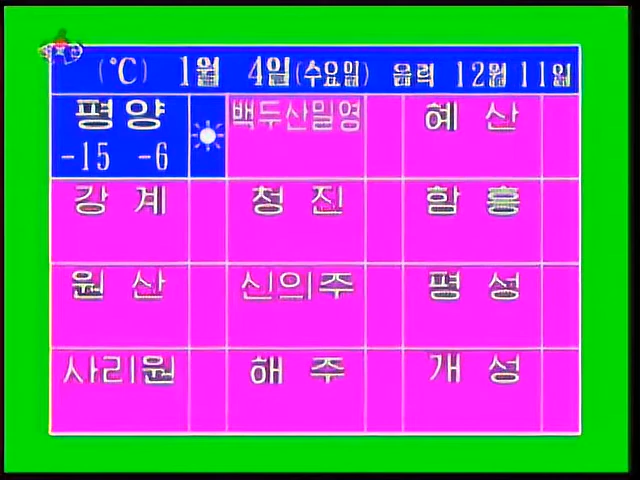 (℃) 1월 4일(수요일) 음력 12월 11일
평양 백두산밀영 혜산
-15 -6
강계 청진 함흥
원산 신의주 평성
사리원 해주 개성